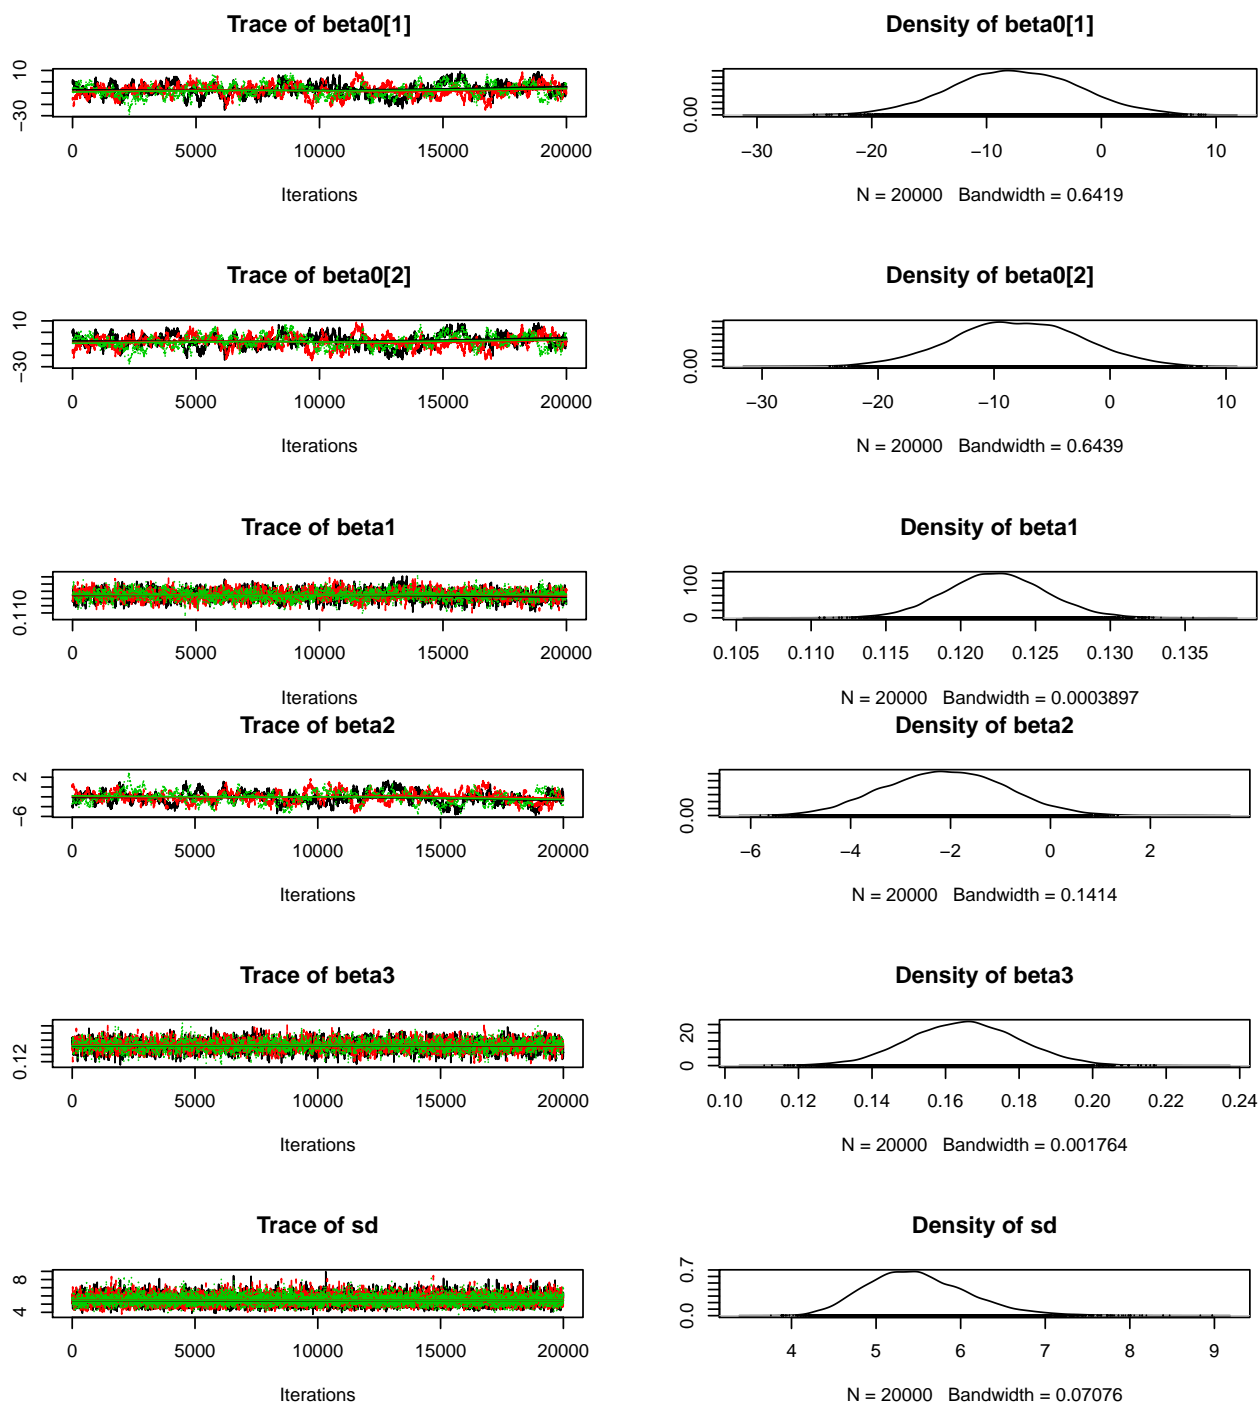 Trace of beta0[1]
10
−30
0 5000 10000 15000 20000
Iterations
Density of beta0[1]
0.00
−30 −20 −10 0 10
N = 20000 Bandwidth = 0.6419
Trace of beta0[2]
10
−30
0 5000 10000 15000 20000
Iterations
Density of beta0[2]
0.00
−30 −20 −10 0 10
N = 20000 Bandwidth = 0.6439
Trace of beta1
0.110
0 5000 10000 15000 20000
Iterations
Density of beta1
100
0
0.105 0.110 0.115 0.120 0.125 0.130 0.135
N = 20000 Bandwidth = 0.0003897
Trace of beta2
2
−6
0 5000 10000 15000 20000
Iterations
Density of beta2
0.00
−6 −4 −2 0 2
N = 20000 Bandwidth = 0.1414
Trace of beta3
0.12
0 5000 10000 15000 20000
Iterations
Density of beta3
20
0
0.10 0.12 0.14 0.16 0.18 0.20 0.22 0.24
N = 20000 Bandwidth = 0.001764
Trace of sd
8
4
0 5000 10000 15000 20000
Iterations
Density of sd
0.7
0.0
4 5 6 7 8 9
N = 20000 Bandwidth = 0.07076